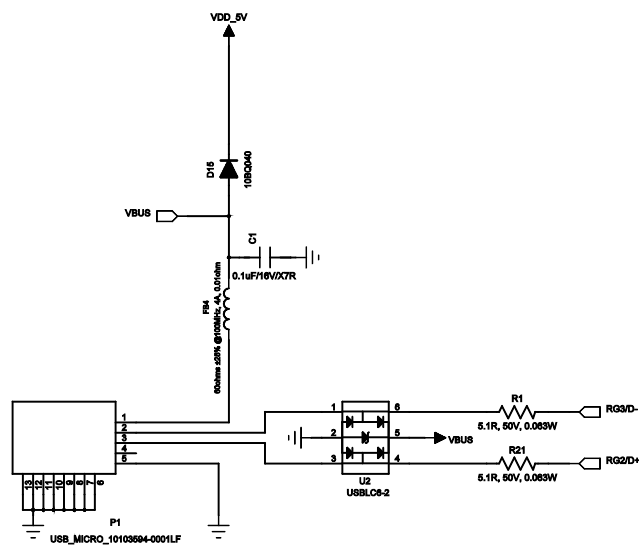 VDD_5V
D15
10BQ040
VBUS
C1
0.1uF/16V/X7R
FB4
60ohms ±25% @100MHz, 4A, 0.01ohm
1
2
3
4
5
13
12
11
10
9
8
7
6
P1
USB_MICRO_10103594-0001LF
1
2
3
6
5
4
VBUS
U2
USBLC6-2
R1
5.1R, 50V, 0.063W
RG3/D-
R21
5.1R, 50V, 0.063W
RG2/D+